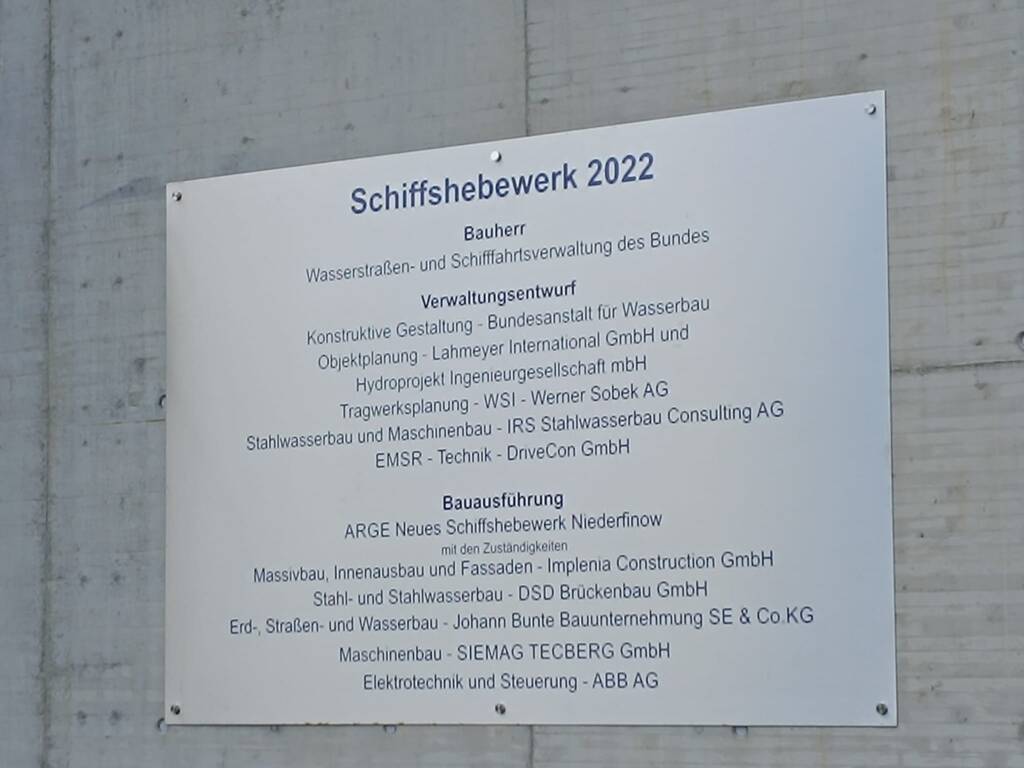 Schiffshebewerk 2022
Bauherr
Wasserstraßen- und Schifffahrtsverwaltung des Bundes
Verwaltungsentwurf
Konstruktive Gestaltung - Bundesanstalt für Wasserbau
Objektplanung - Lahmeyer International GmbH und
Hydroprojekt Ingenieurgesellschaft mbH
Tragwerksplanung - WSI - Werner Sobek AG
Stahlwasserbau und Maschinenbau - IRS Stahlwasserbau Consulting AG
EMSR - Technik - DriveCon GmbH
Bauausführung
ARGE Neues Schiffshebewerk Niederfinow
mit den Zuständigkeiten
Massivbau, Innenausbau und Fassaden - Implenia Construction GmbH
Stahl- und Stahlwasserbau - DSD Brückenbau GmbH
Erd-, Straßen- und Wasserbau - Johann Bunte Bauunternehmung SE & Co.KG
Maschinenbau - SIEMAG TECBERG GmbH
Elektrotechnik und Steuerung - ABB AG